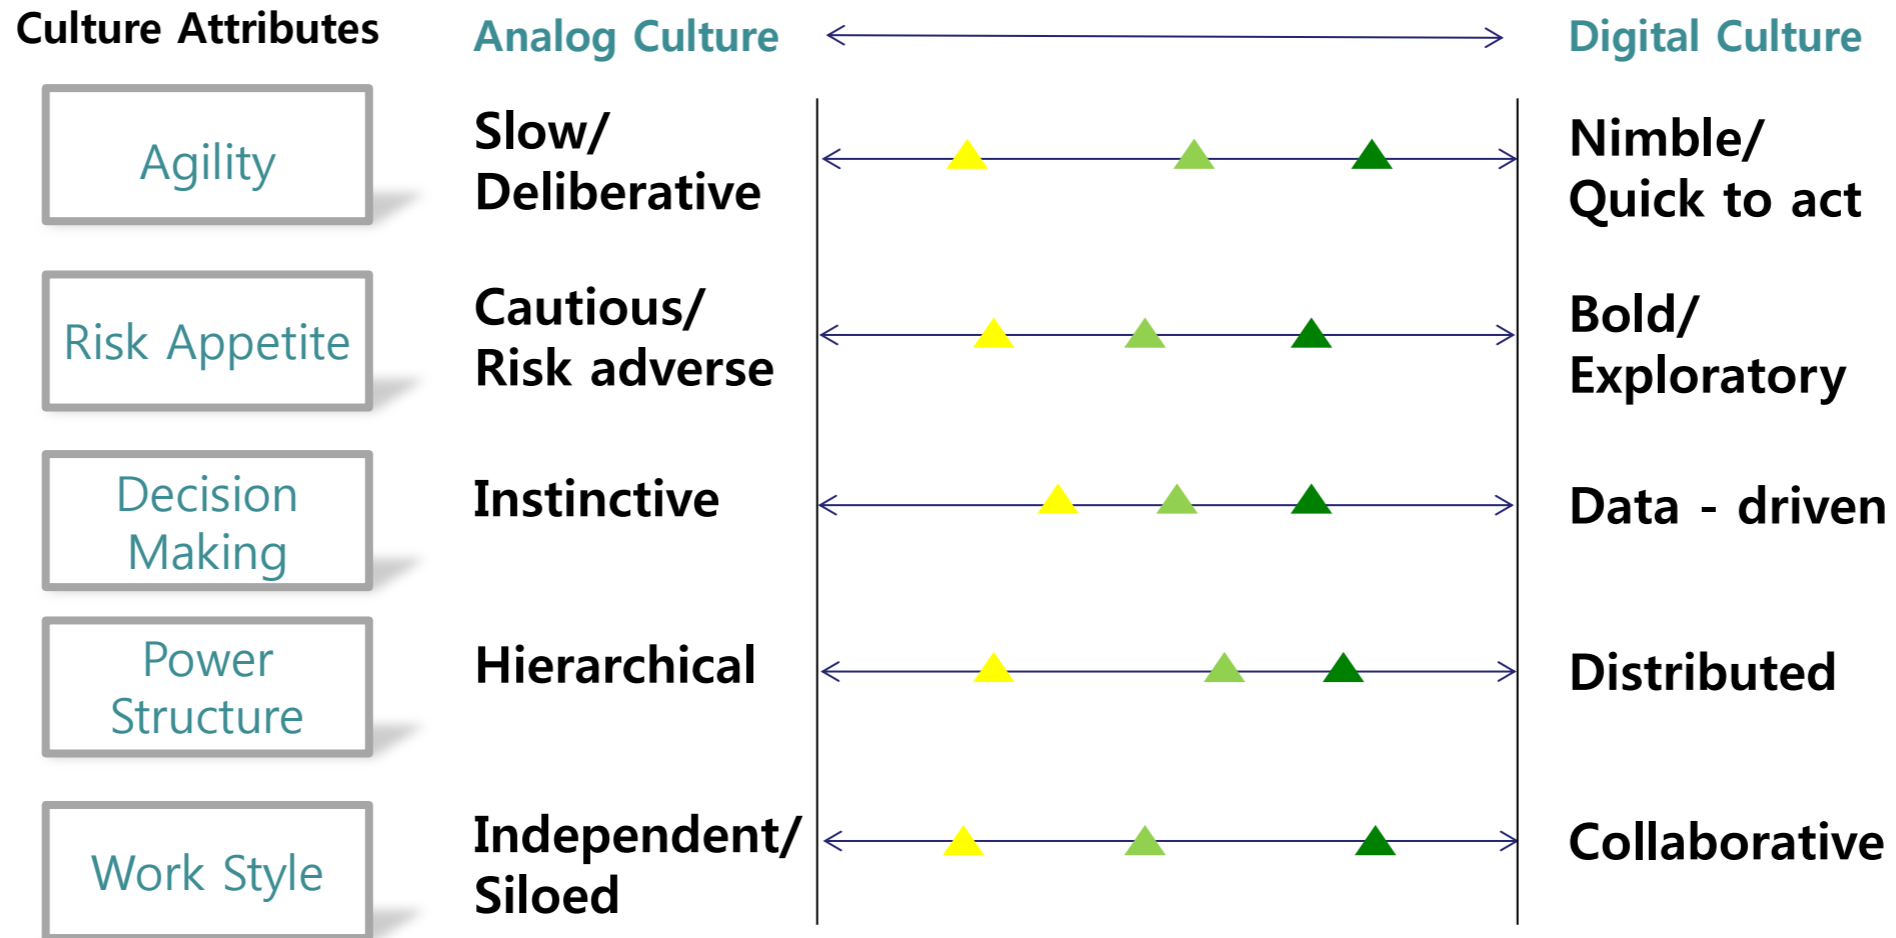 Culture Attributes
Analog Culture
Digital Culture
Agility
Slow/
Deliberative
Nimble/
Quick to act
Risk Appetite
Cautious/
Risk adverse
Bold/
Exploratory
Decision
Making
Instinctive
Data - driven
Power
Structure
Hierarchical
Distributed
Work Style
Independent/
Siloed
Collaborative